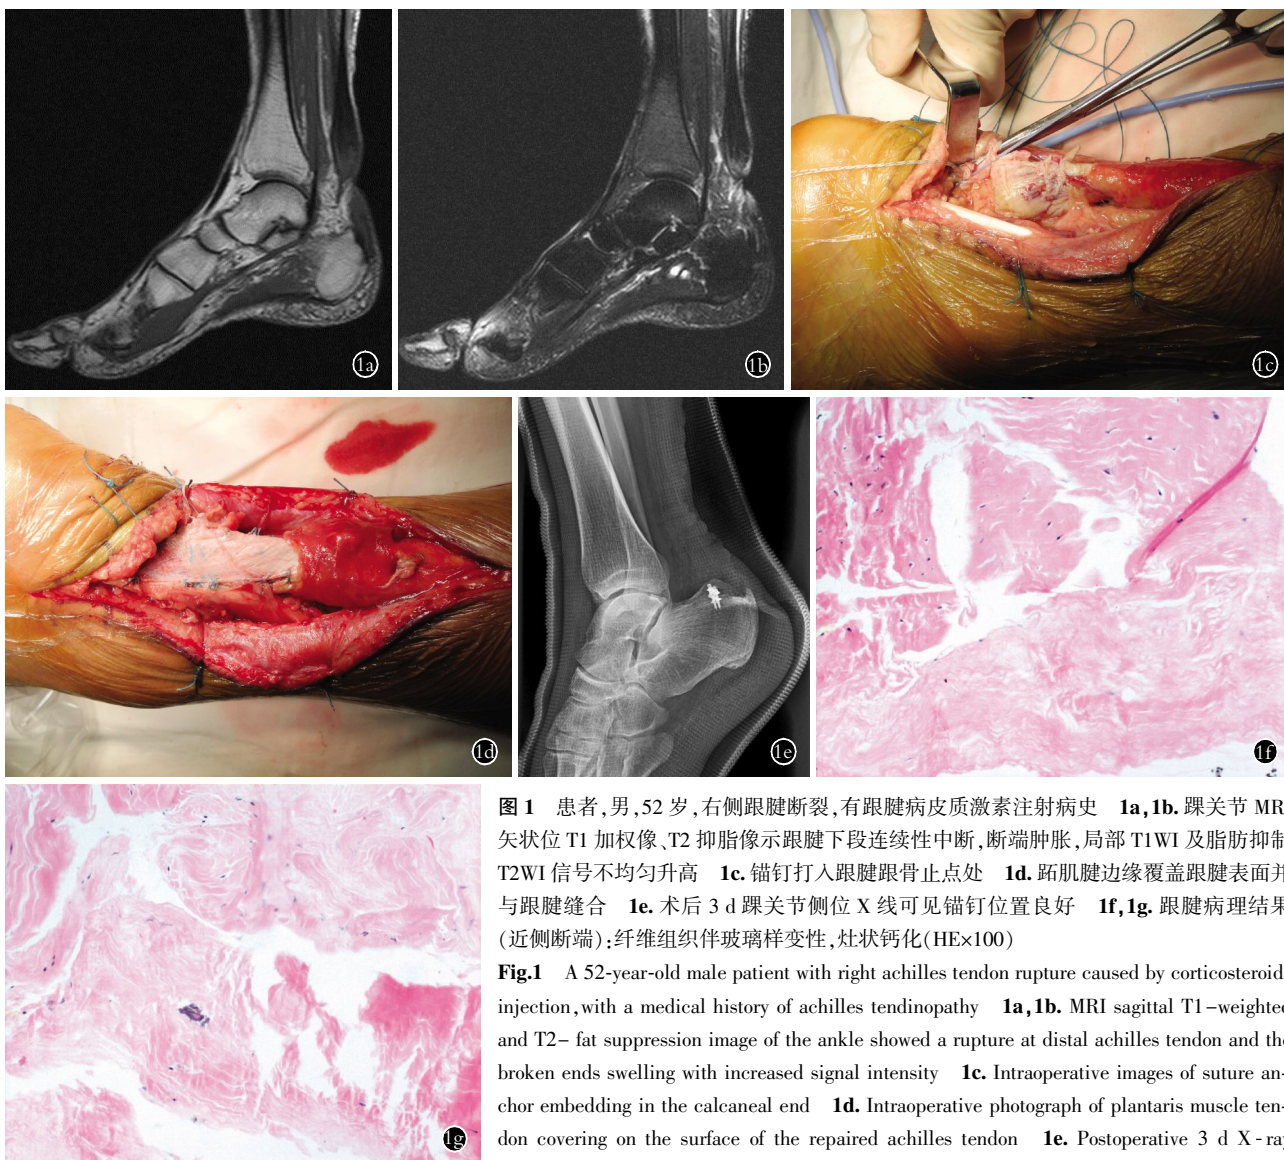 1a
1b
1c
1d
1e
1f
1g
图 1 患者,男,52 岁,右侧跟腱断裂,有跟腱病皮质激素注射病史 1a,1b. 踝关节 MR
矢状位 T1 加权像、T2 抑脂像示跟腱下段连续性中断,断端肿胀,局部 T1WI 及脂肪抑制
T2WI 信号不均匀升高 1c. 锚钉打入跟腱跟骨止点处 1d. 跖肌腱边缘覆盖跟腱表面并
与跟腱缝合 1e. 术后 3 d 踝关节侧位 X 线可见锚钉位置良好 1f,1g. 跟腱病理结果
(近侧断端):纤维组织伴玻璃样变性,灶状钙化(HE×100)
Fig.1 A 52-year-old male patient with right achilles tendon rupture caused by corticosteroid
injection,with a medical history of achilles tendinopathy 1a,1b. MRI sagittal T1-weighted
and T2- fat suppression image of the ankle showed a rupture at distal achilles tendon and the
broken ends swelling with increased signal intensity 1c. Intraoperative images of suture an-
chor embedding in the calcaneal end 1d. Intraoperative photograph of plantaris muscle ten-
don covering on the surface of the repaired achilles tendon 1e. Postoperative 3 d X-ray